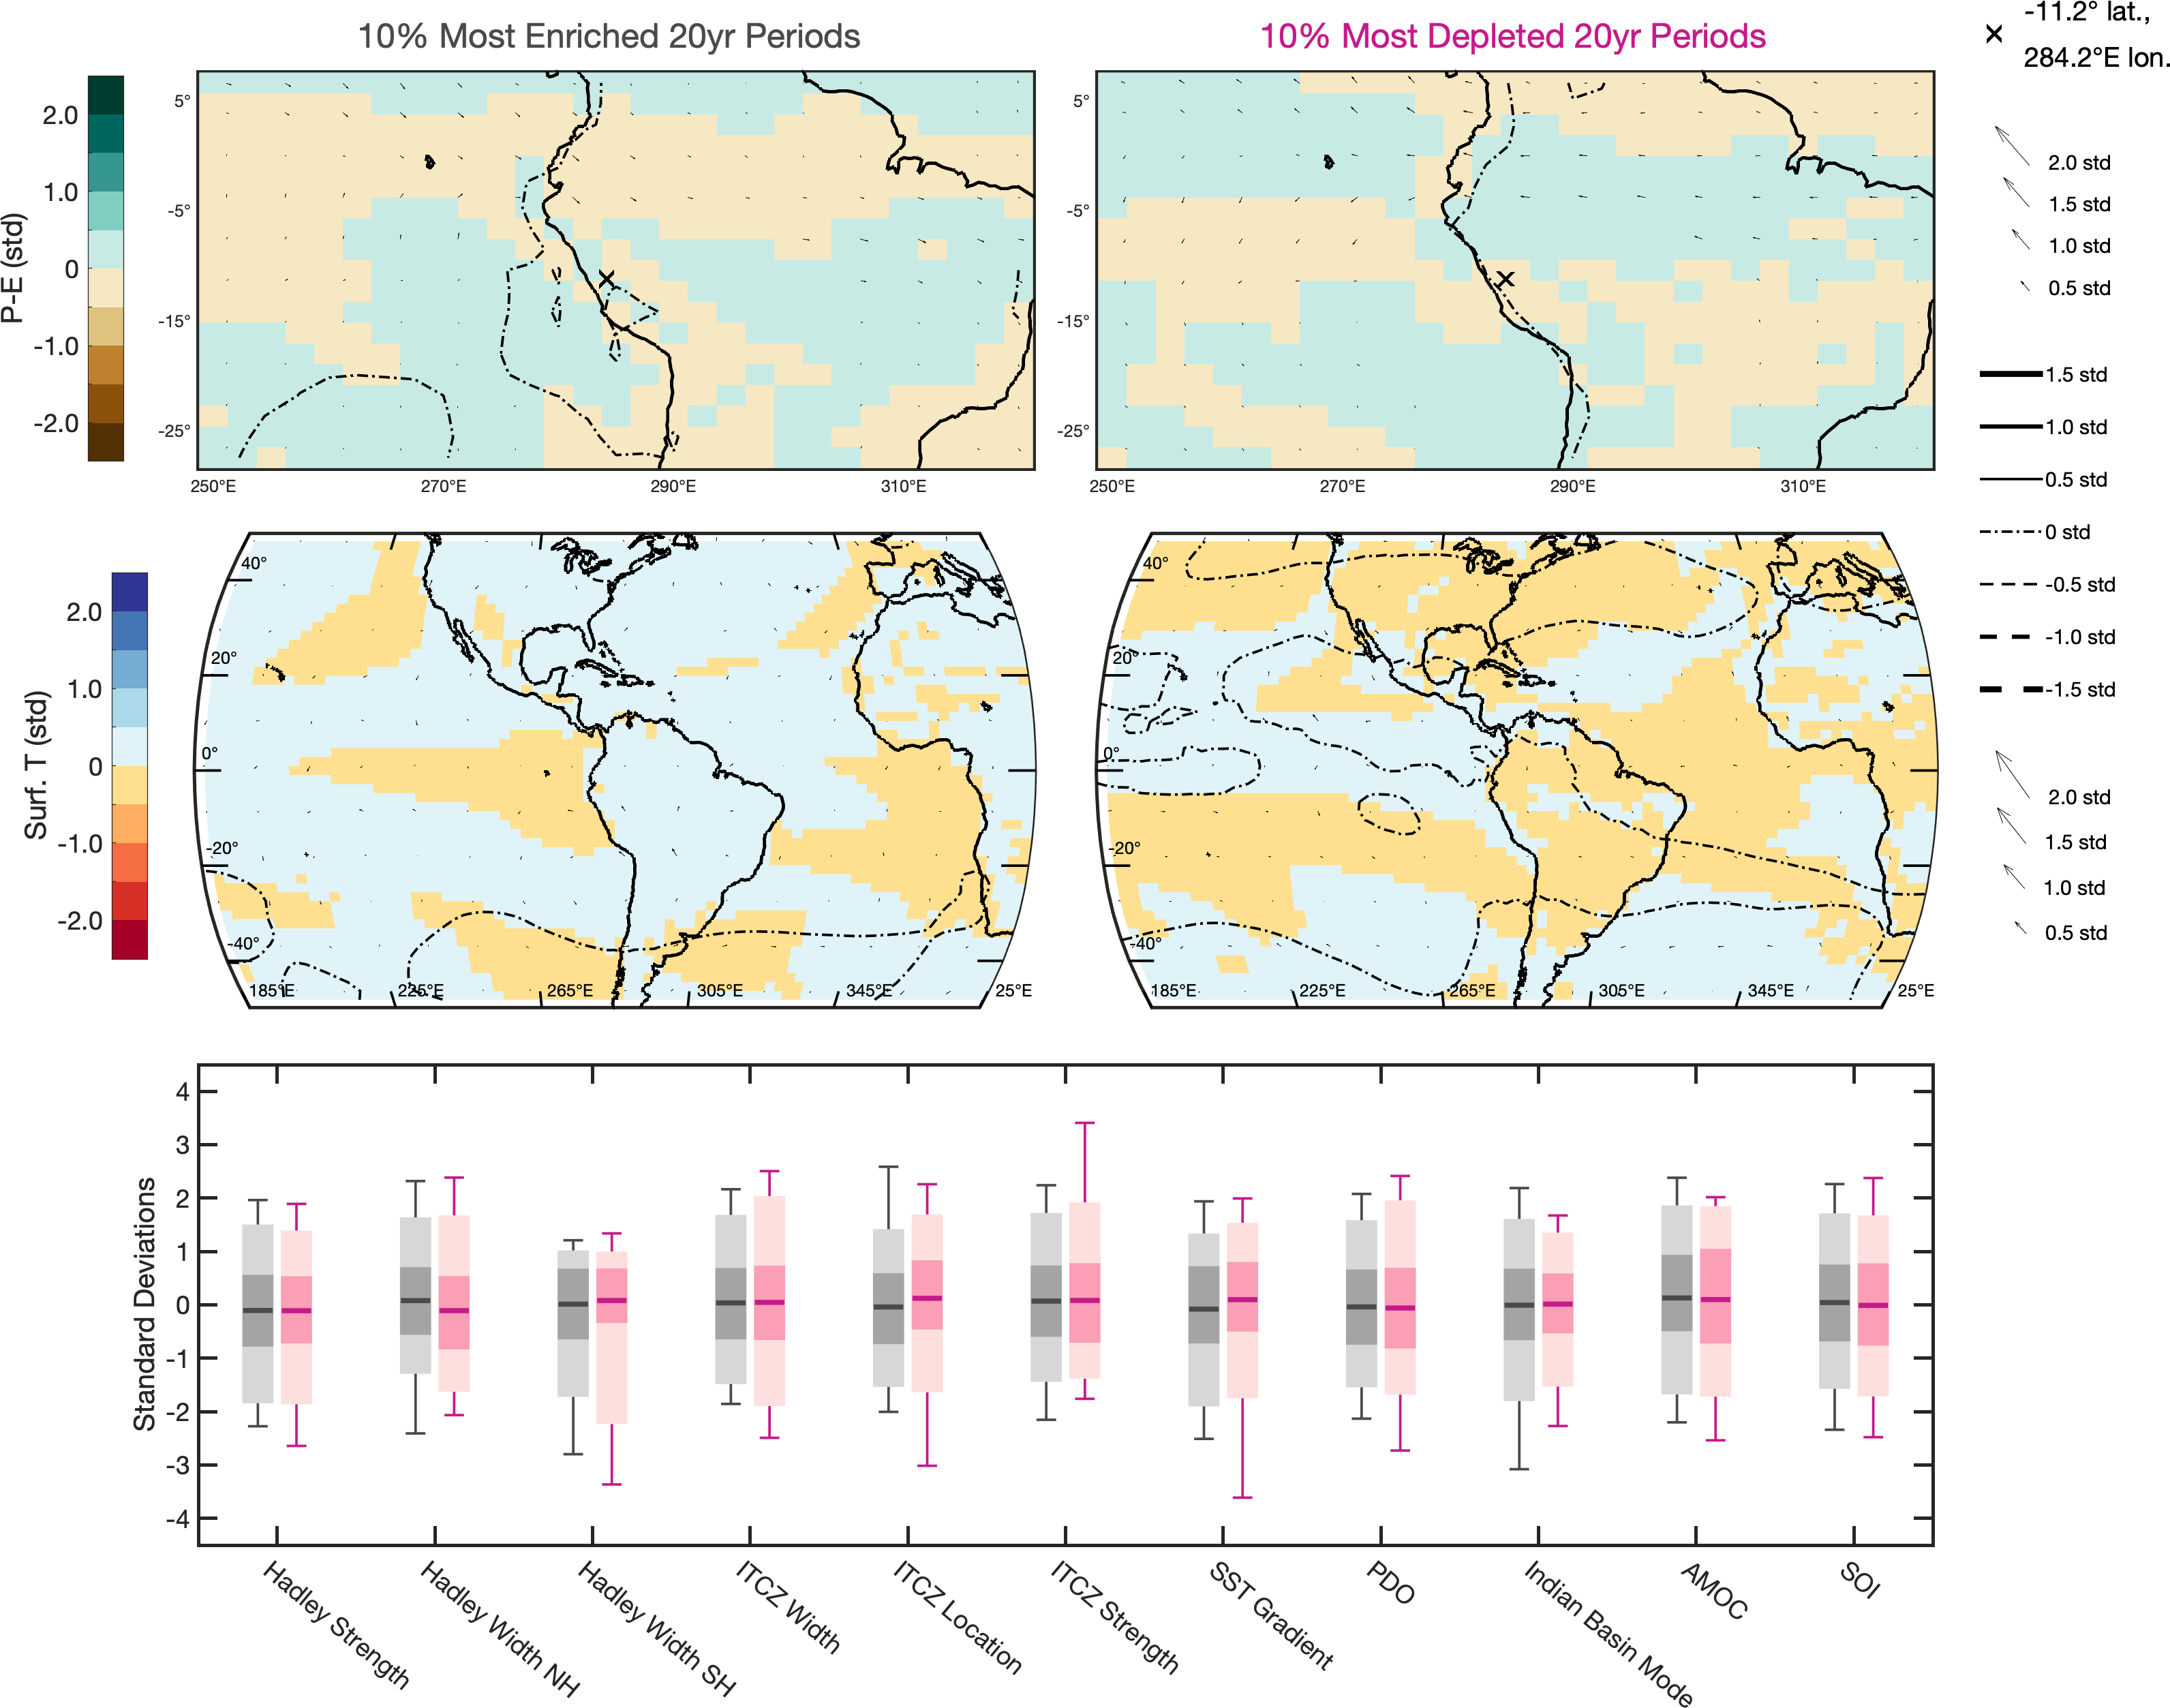 10% Most Enriched 20yr Periods
10% Most Depleted 20yr Periods
-11.2° lat.,
284.2°E lon.
P-E (std)
2.0
1.0
0
-1.0
-2.0
5°
-5°
-15°
-25°
250°E 270°E 290°E 310°E
5°
-5°
-15°
-25°
250°E 270°E 290°E 310°E
2.0 std
1.5 std
1.0 std
0.5 std
1.5 std
1.0 std
0.5 std
0 std
-0.5 std
-1.0 std
-1.5 std
Surf. T (std)
2.0
1.0
0
-1.0
-2.0
40°
20°
0°
-20°
-40°
185°E 225°E 265°E 305°E 345°E 25°E
40°
20°
0°
-20°
-40°
185°E 225°E 265°E 305°E 345°E 25°E
2.0 std
1.5 std
1.0 std
0.5 std
Standard Deviations
4
3
2
1
0
-1
-2
-3
-4
Hadley Strength
Hadley Width NH
Hadley Width SH
ITCZ Width
ITCZ Location
ITCZ Strength
SST Gradient
PDO
Indian Basin Mode
AMOC
SOI